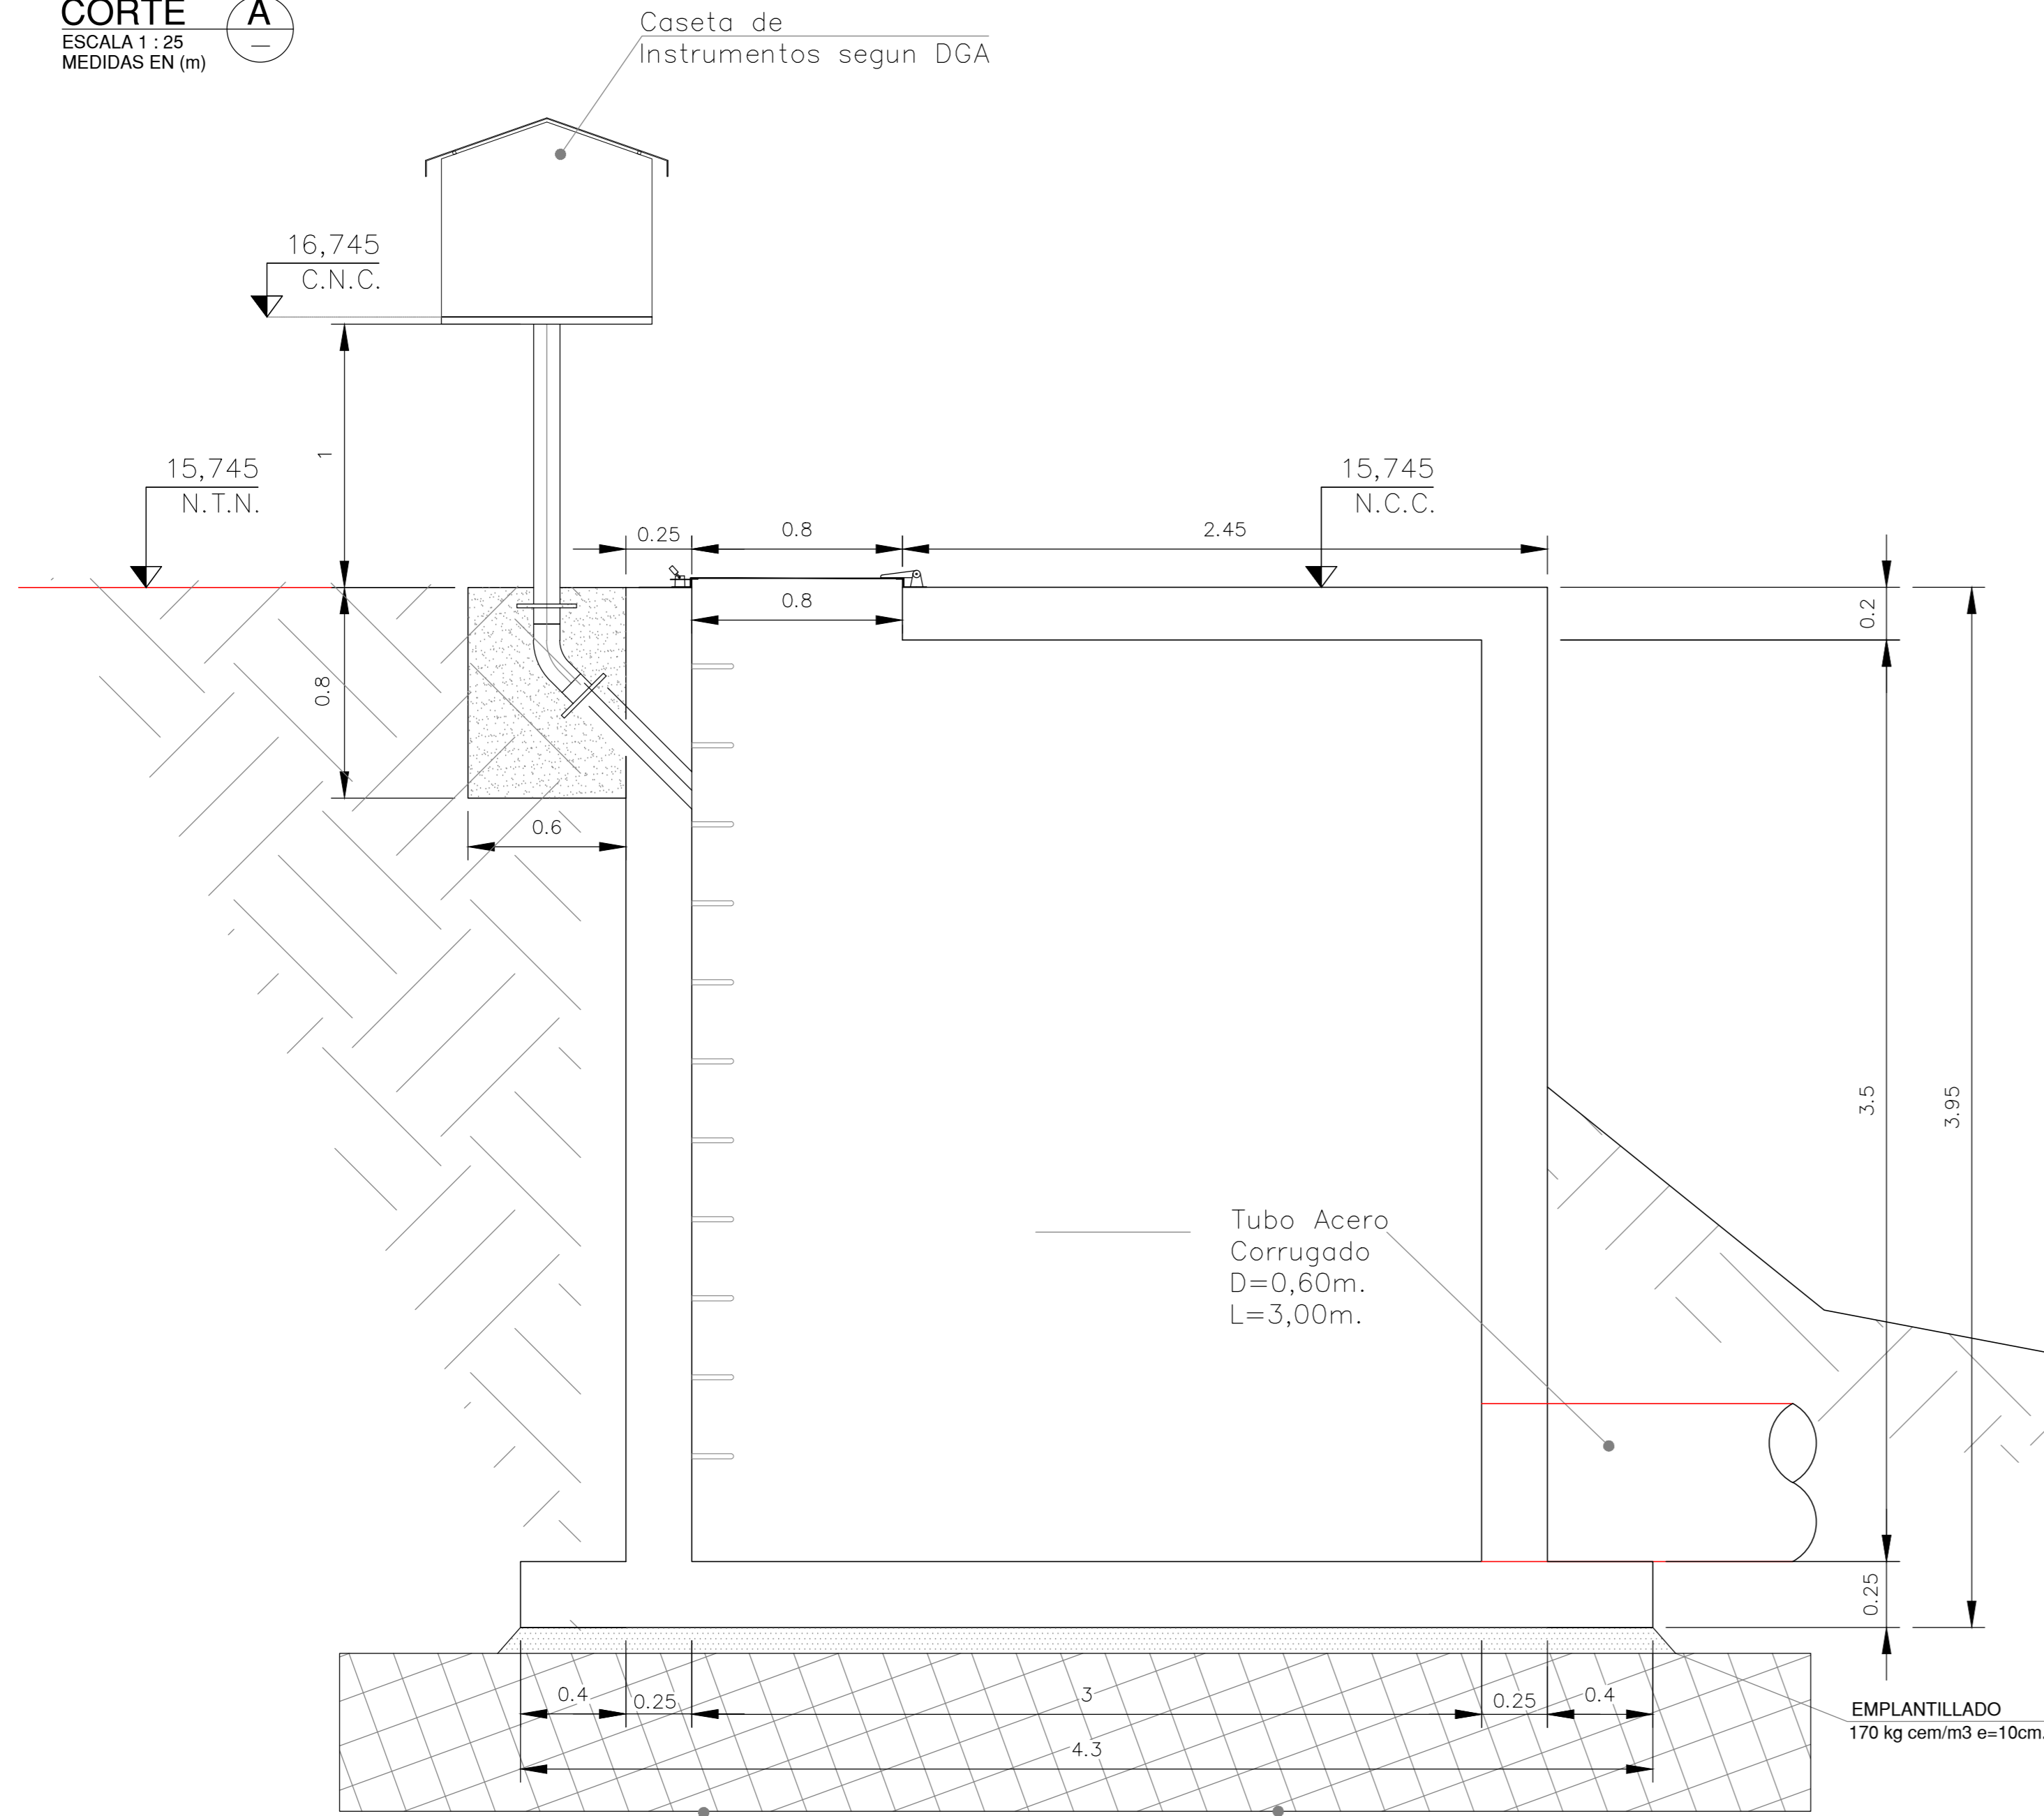 CORTE
A
ESCALA 1 : 25
MEDIDAS EN (m)
Caseta de
Instrumentos segun DGA
16,745
C.N.C.
1
15,745
N.T.N.
15,745
N.C.C.
0.25
0.8
2.45
0.8
0.2
0.8
0.6
3.5
3.95
Tubo Acero
Corrugado
D=0,60m.
L=3,00m.
0.25
0.4
0.25
3
0.25
0.4
4.3
EMPLANTILLADO
170 kg cem/m3 e=10cm.